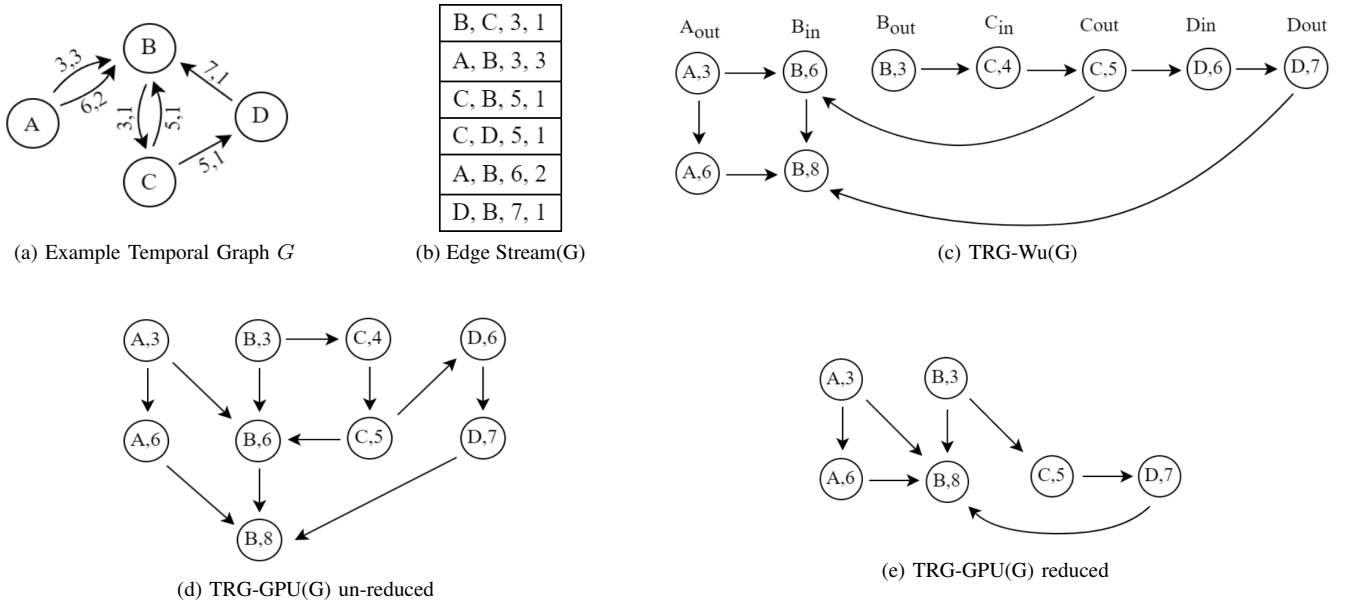 B
A
D
C
3,3
6,2
3,1
5,1
7,1
5,1
(a) Example Temporal Graph G
B, C, 3, 1
A, B, 3, 3
C, B, 5, 1
C, D, 5, 1
A, B, 6, 2
D, B, 7, 1
(b) Edge Stream(G)
Aout Bin Bout Cin Cout Din Dout
A,3 B,6 B,3 C,4 C,5 D,6 D,7
A,6 B,8
(c) TRG-Wu(G)
A,3 B,3 C,4 D,6
A,6 B,6 C,5 D,7
B,8
(d) TRG-GPU(G) un-reduced
A,3 B,3
A,6 B,8 C,5 D,7
(e) TRG-GPU(G) reduced